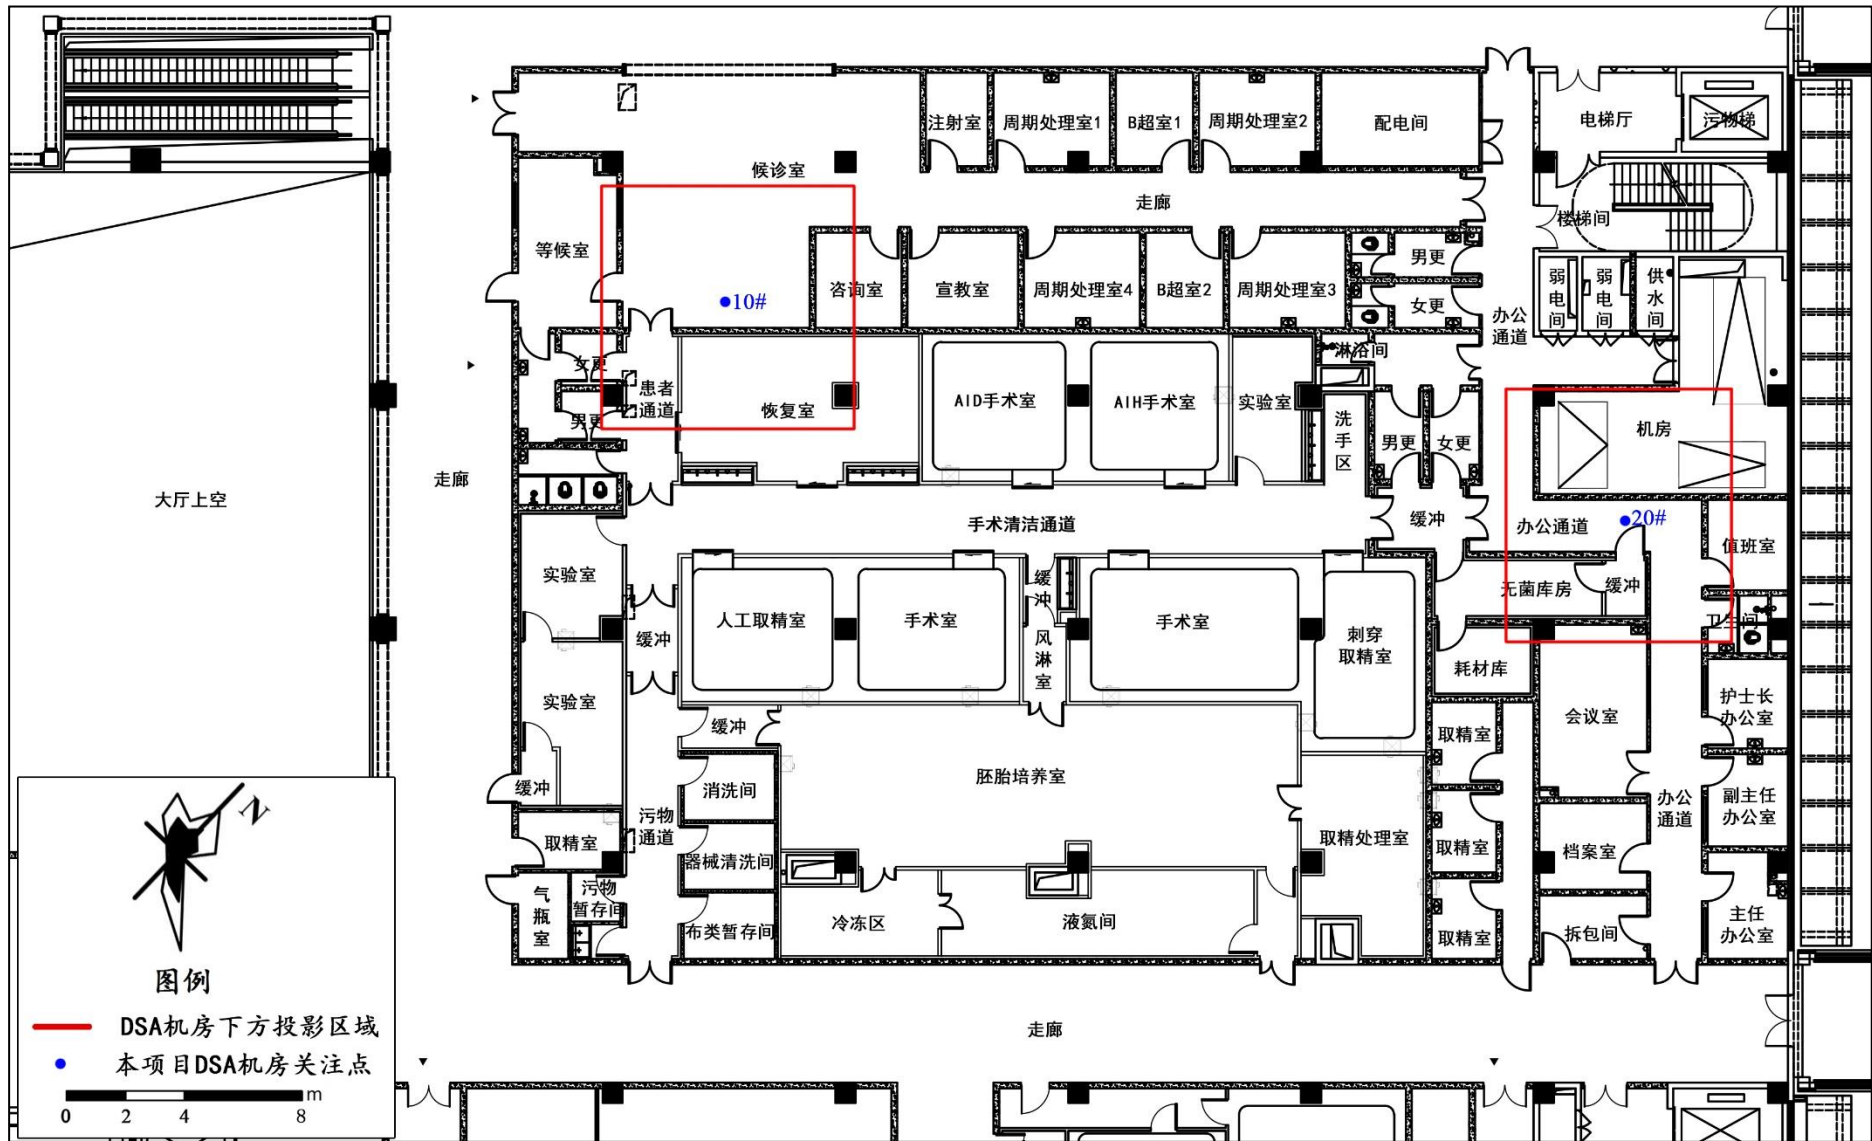 注射室
周期处理室1
B超室1
周期处理室2
配电间
电梯厅
污物梯
候诊室
走廊
楼梯间
等候室
咨询室
宣教室
周期处理室4
B超室2
周期处理室3
男更
女更
弱电间
弱电间
供水间
办公通道
10#
女更
男更
患者通道
恢复室
AID手术室
AIH手术室
实验室
淋浴间
洗手区
男更
女更
机房
大厅上空
走廊
手术清洁通道
缓冲
办公通道
20#
值班室
实验室
缓冲
人工取精室
手术室
缓冲
风淋室
手术室
刺穿
取精室
无菌库房
缓冲
卫生间
耗材库
实验室
缓冲
会议室
护士长
办公室
取精室
缓冲
消洗间
胚胎培养室
取精处理室
办公通道
副主任
办公室
取精室
污物通道
器械清洗间
取精室
档案室
气瓶室
污物
暂存间
布类暂存间
冷冻区
液氮间
取精室
拆包间
主任
办公室
走廊
N
图例
DSA机房下方投影区域
本项目DSA机房关注点
0 2 4 8 m